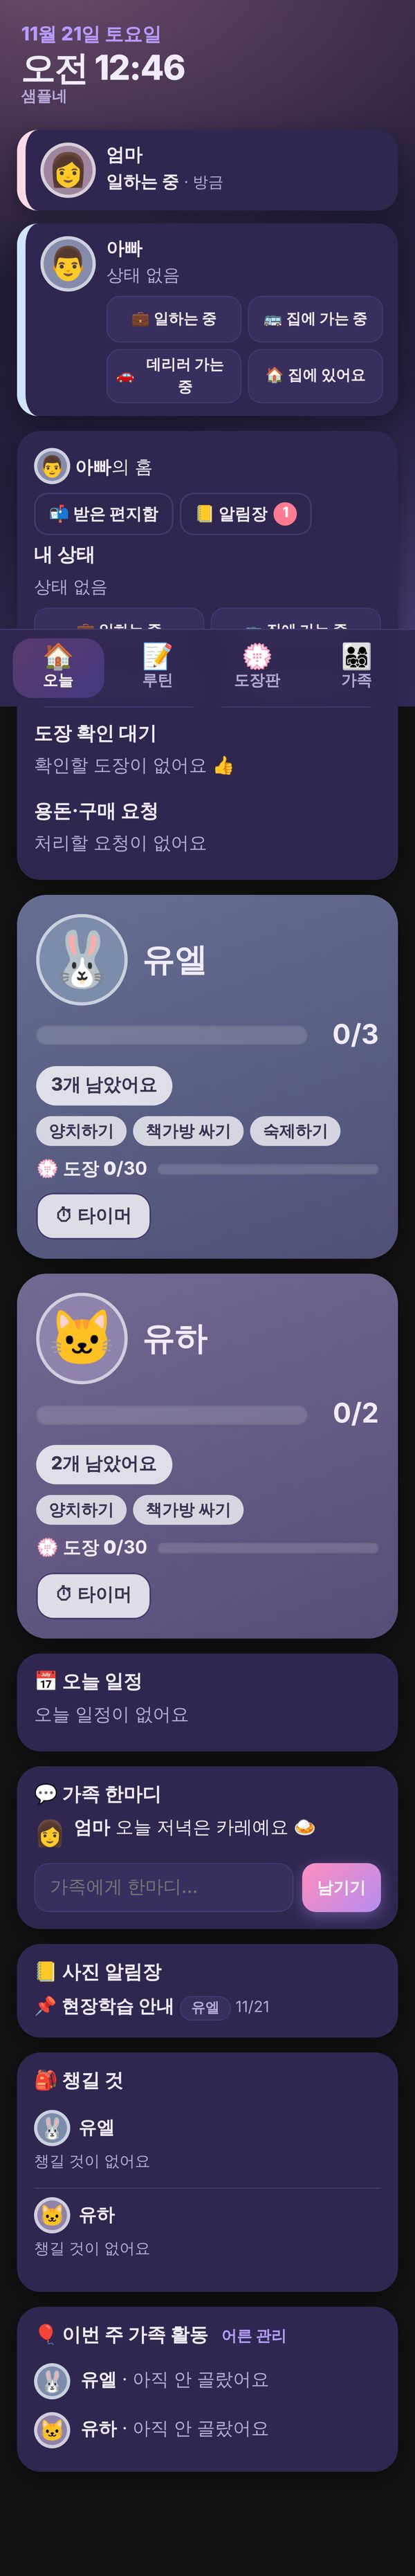 11월 21일 토요일
오전 12:46
샘플네
엄마
일하는 중 · 방금
아빠
상태 없음
💼 일하는 중
🚌 집에 가는 중
🚗 데리러 가는 중
🏠 집에 있어요
아빠의 홈
📬 받은 편지함
📒 알림장 1
내 상태
상태 없음
오늘
루틴
도장판
가족
도장 확인 대기
확인할 도장이 없어요 👍
용돈·구매 요청
처리할 요청이 없어요
유엘
0/3
3개 남았어요
양치하기
책가방 싸기
숙제하기
💮 도장 0/30
⏱ 타이머
유하
0/2
2개 남았어요
양치하기
책가방 싸기
💮 도장 0/30
⏱ 타이머
📅 오늘 일정
오늘 일정이 없어요
💬 가족 한마디
엄마 오늘 저녁은 카레예요 🍛
가족에게 한마디...
남기기
📒 사진 알림장
📌 현장학습 안내 유엘 11/21
🎒 챙길 것
유엘
챙길 것이 없어요
유하
챙길 것이 없어요
🎈 이번 주 가족 활동 어른 관리
유엘 · 아직 안 골랐어요
유하 · 아직 안 골랐어요